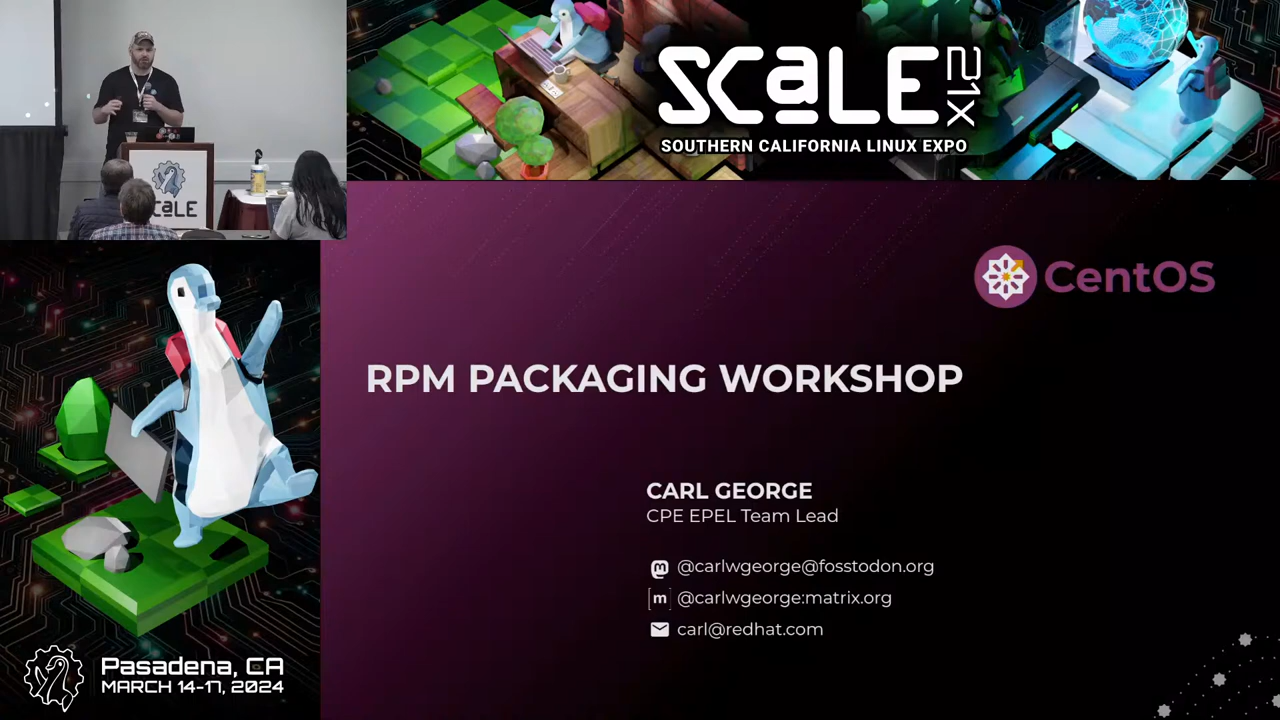 SCaLE 21x
SOUTHERN CALIFORNIA LINUX EXPO
SCaLE
CentOS
RPM PACKAGING WORKSHOP
CARL GEORGE
CPE EPEL Team Lead
@carlwgeorge@fosstodon.org
[m] @carlwgeorge:matrix.org
carl@redhat.com
Pasadena, CA
MARCH 14-17, 2024